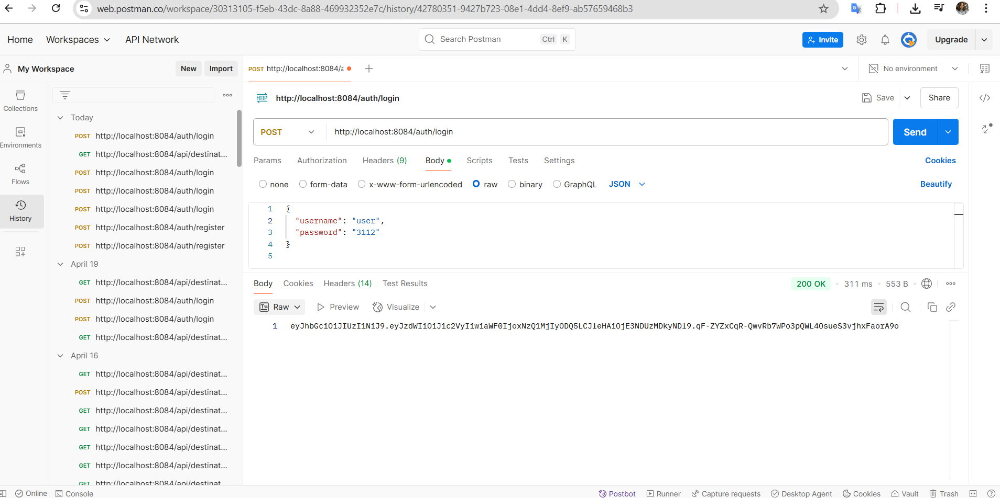 web.postman.co/workspace/30313105-f5eb-43dc-8a88-469932352e7c/history/42780351-9427b723-08e1-4dd4-8ef9-ab57659468b3
Home Workspaces API Network Search Postman Ctrl K Invite Upgrade
My Workspace New Import POST http://localhost:8084/a No environment
Collections
Environments
Flows
History
Today
POST http://localhost:8084/auth/login
GET http://localhost:8084/api/destinat...
POST http://localhost:8084/auth/login
POST http://localhost:8084/auth/login
POST http://localhost:8084/auth/login
POST http://localhost:8084/auth/register
POST http://localhost:8084/auth/register
April 19
GET http://localhost:8084/api/destinat...
POST http://localhost:8084/auth/login
POST http://localhost:8084/auth/login
GET http://localhost:8084/api/destinat...
April 16
GET http://localhost:8084/api/destinat...
POST http://localhost:8084/api/destinat...
GET http://localhost:8084/api/destinat...
GET http://localhost:8084/api/destinat...
GET http://localhost:8084/api/destinat...
GET http://localhost:8084/api/destinat...
GET http://localhost:8084/api/destinat
HTTP http://localhost:8084/auth/login Save Share
POST http://localhost:8084/auth/login Send
Params Authorization Headers (9) Body Scripts Tests Settings Cookies
none form-data x-www-form-urlencoded raw binary GraphQL JSON Beautify
1 {
2 "username": "user",
3 "password": "3112"
4 }
5
Body Cookies Headers (14) Test Results 200 OK 311 ms 553 B
Raw Preview Visualize
1 eyJhbGciOiJIUzI1NiJ9.eyJzdWIiOiJ1c2VyIiwiaWF0IjoxNzQ1MjIyODQ5LCJleHAiOjE3NDUzMDkyNDl9.qF-ZYZxCqR-QwvRb7WPo3pQWL4OsueS3vjhxFaorA9o
Online Console Postbot Runner Capture requests Desktop Agent Cookies Vault Trash